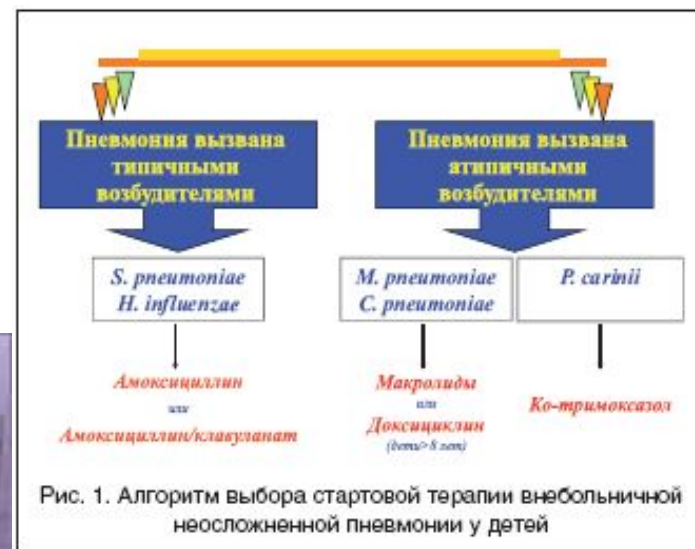 Пневмония вызвана
типичными
возбудителями
Пневмония вызвана
атипичными
возбудителями
S. pneumoniae
H. influenzae
M. pneumoniae
C. pneumoniae
P. carinii
Амоксициллин
или
Амоксициллин/клавуланат
Макролиды
или
Доксициклин
(дети>8 лет)
Ко-тримоксазол
Рис. 1. Алгоритм выбора стартовой терапии внебольничной
неосложненной пневмонии у детей